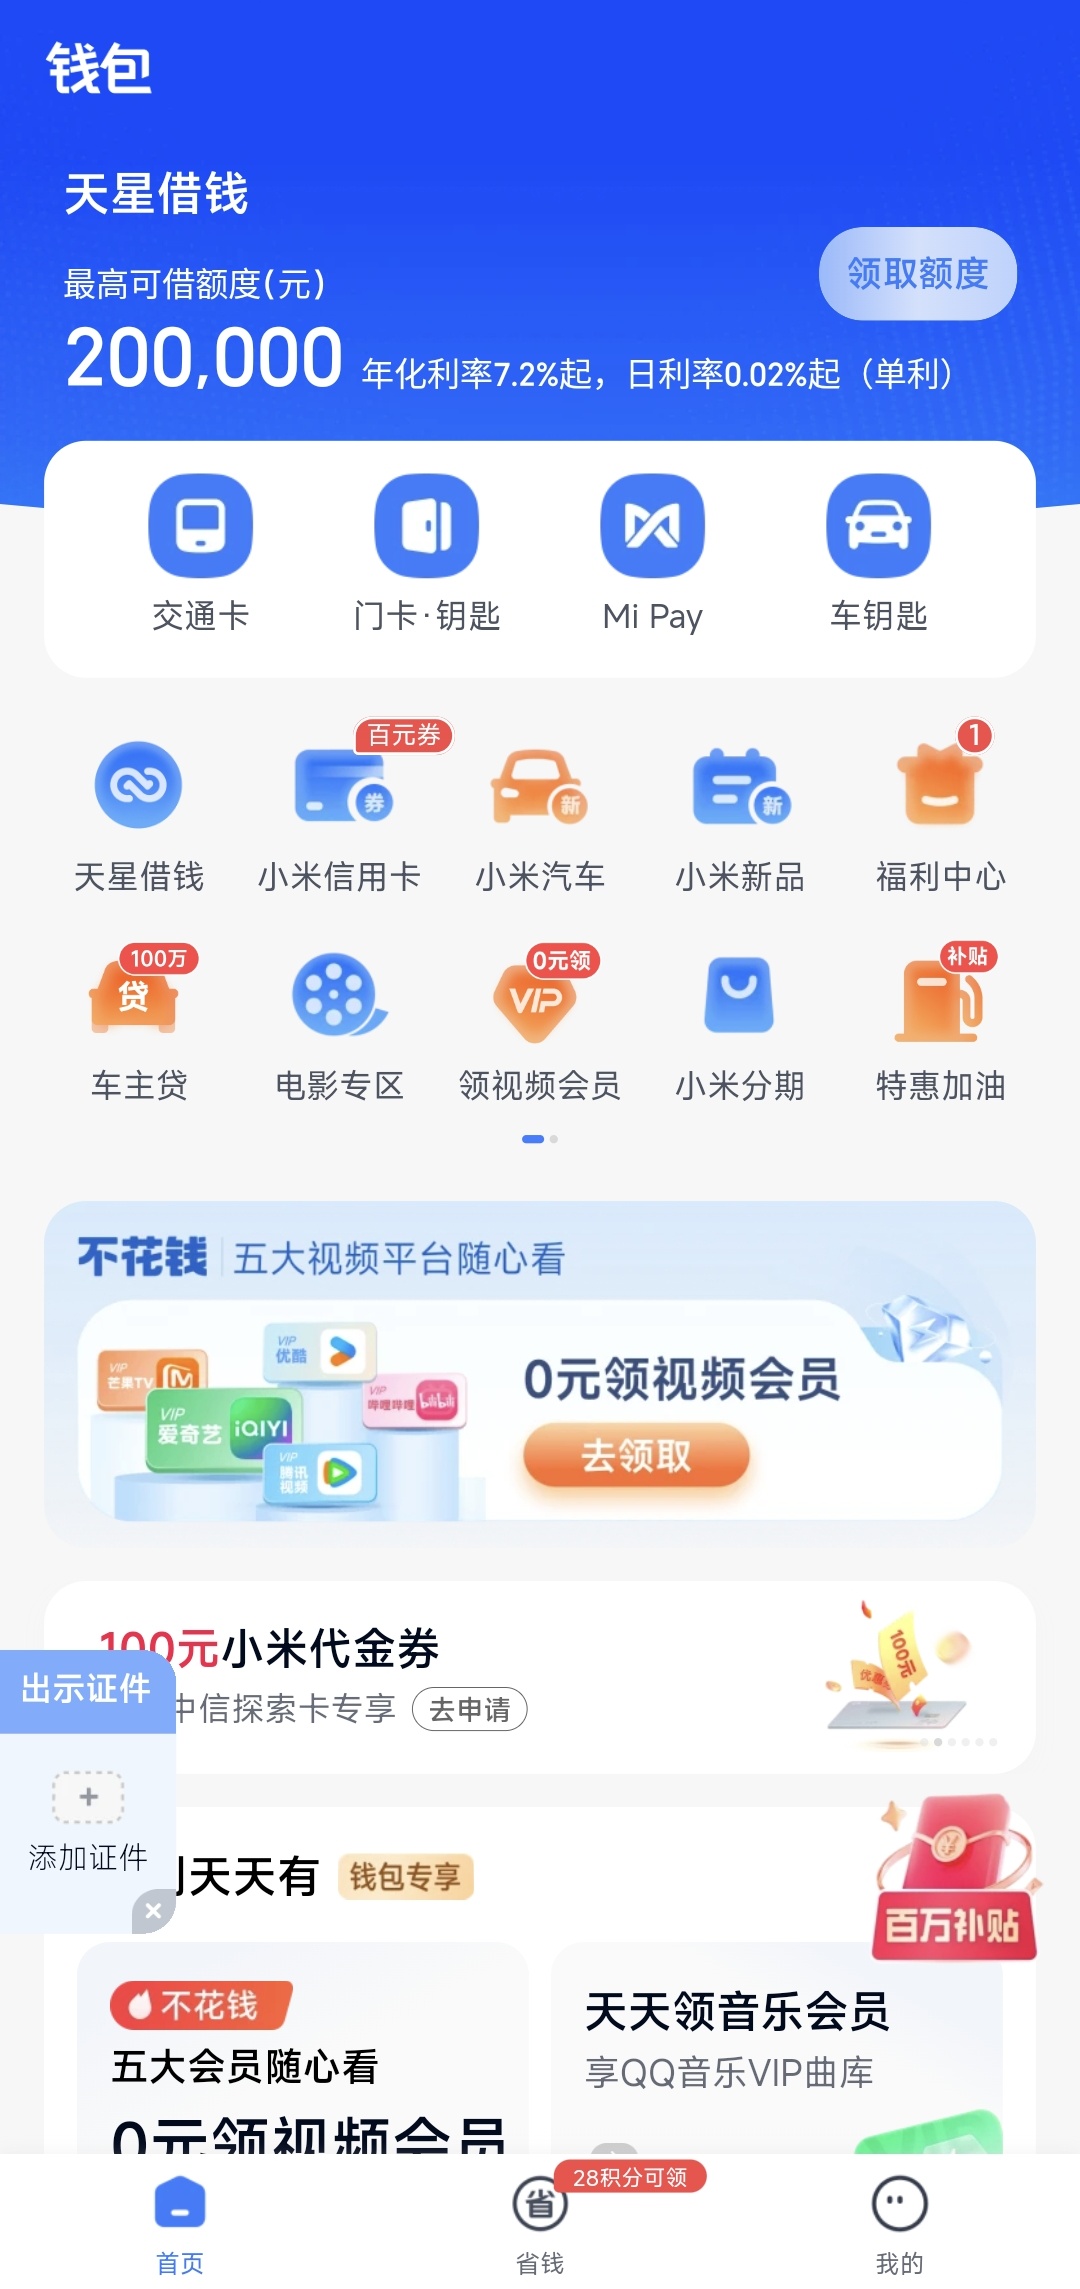 钱包
天星借钱
最高可借额度(元)
领取额度
200,000 年化利率7.2%起，日利率0.02%起（单利）
交通卡
门卡·钥匙
Mi Pay
车钥匙
百元券
1
券
新
新
天星借钱
小米信用卡
小米汽车
小米新品
福利中心
100万
0元领
补贴
贷
VIP
车主贷
电影专区
领视频会员
小米分期
特惠加油
不花钱
五大视频平台随心看
VIP
芒果TV
VIP
优酷
VIP
哔哩哔哩
bilibili
VIP
爱奇艺
iQIYI
VIP
腾讯
视频
0元领视频会员
去领取
100元小米代金券
中信探索卡专享
去申请
100元
出示证件
添加证件
天天有
钱包专享
百万补贴
不花钱
五大会员随心看
0元领视频会员
天天领音乐会员
享QQ音乐VIP曲库
28积分可领
省
首页
省钱
我的